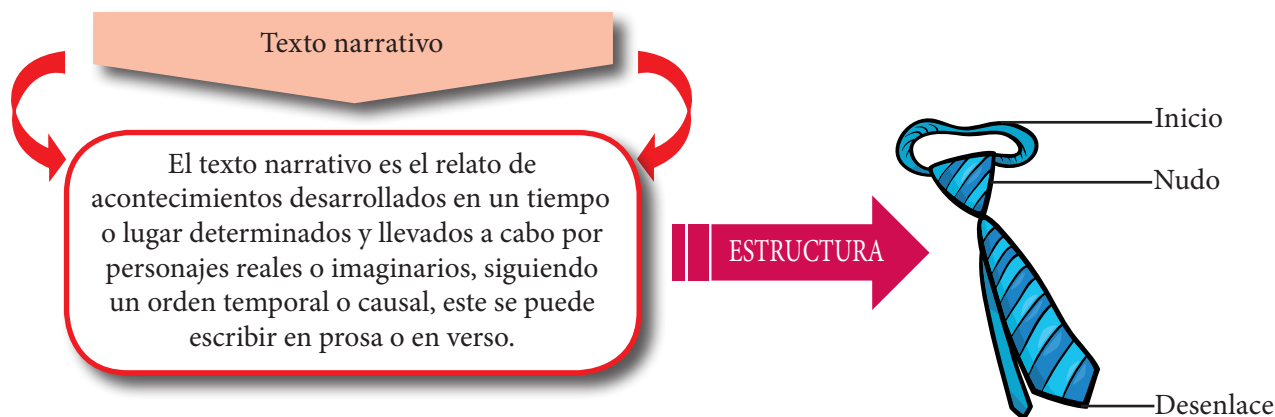 Texto narrativo
El texto narrativo es el relato de
acontecimientos desarrollados en un tiempo
o lugar determinados y llevados a cabo por
personajes reales o imaginarios, siguiendo
un orden temporal o causal, este se puede
escribir en prosa o en verso.
ESTRUCTURA
Inicio
Nudo
Desenlace